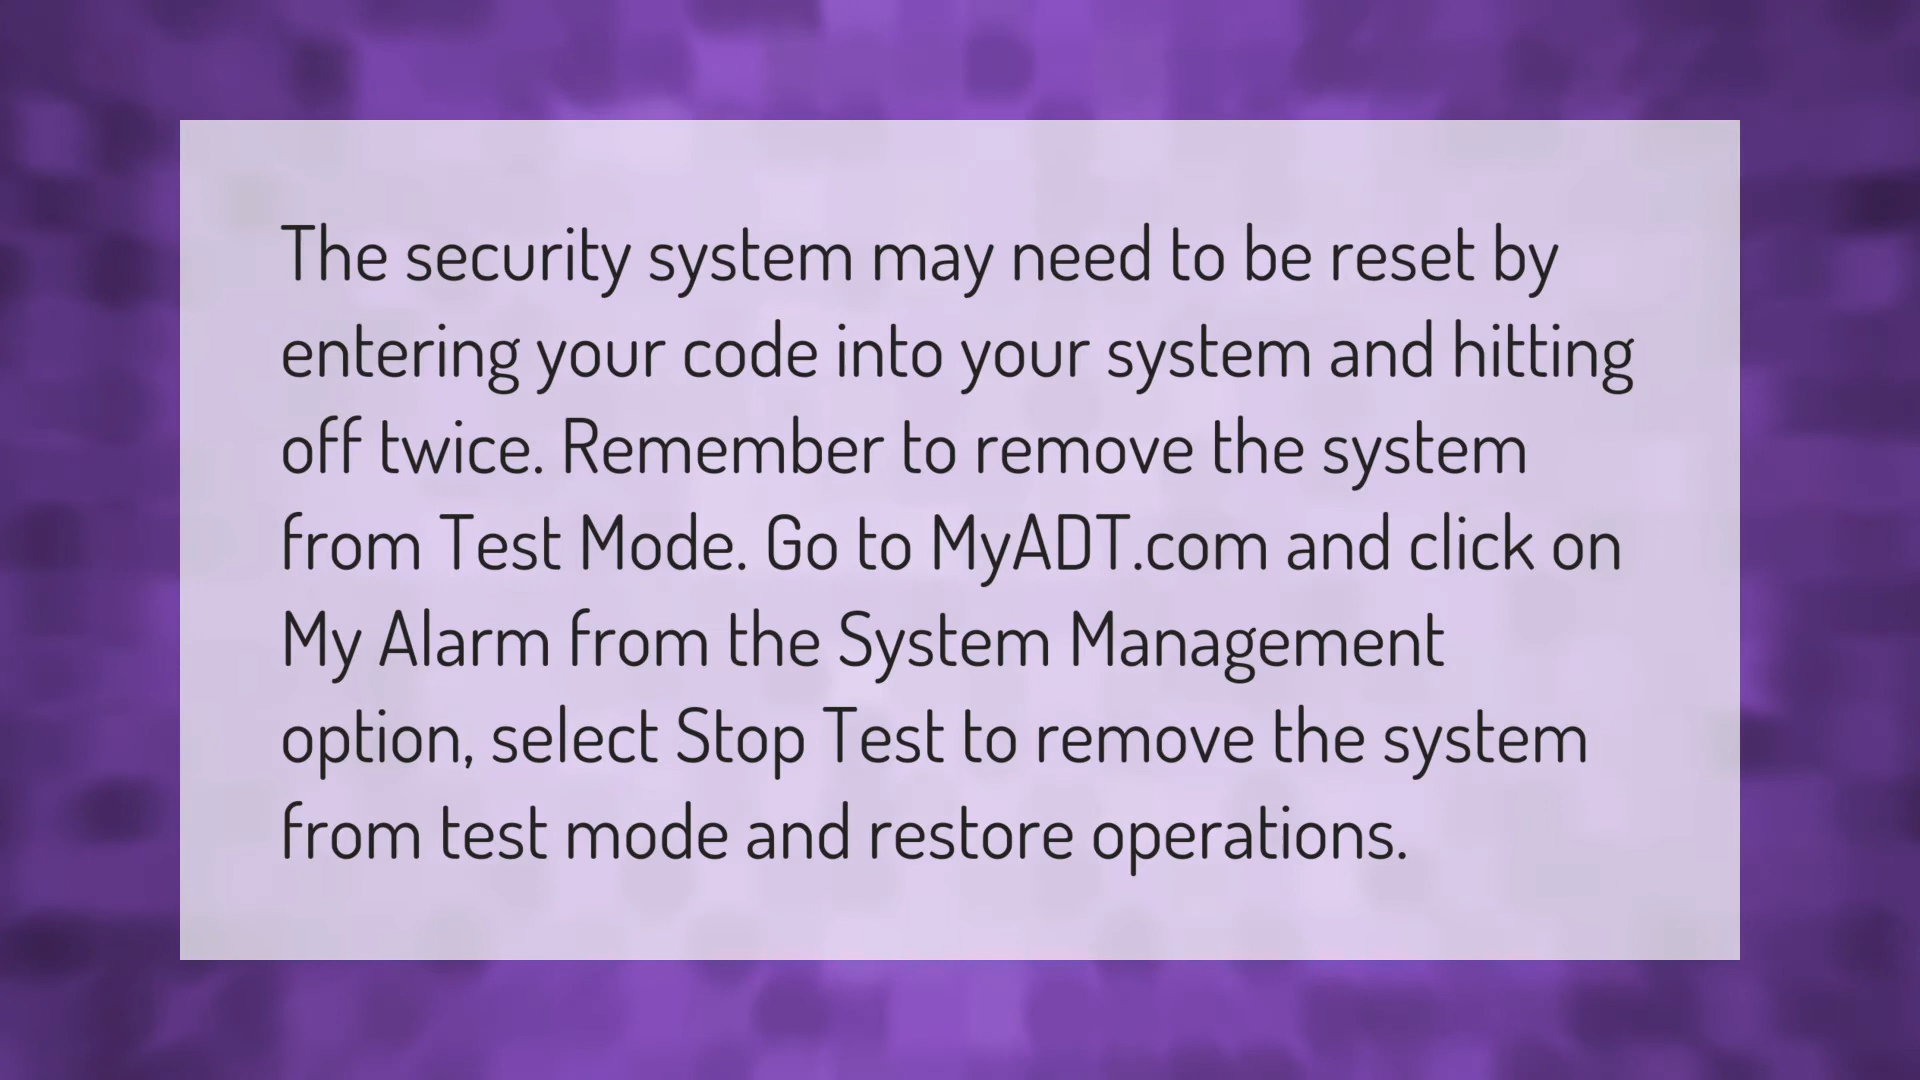 The security system may need to be reset by
entering your code into your system and hitting
off twice. Remember to remove the system
from Test Mode. Go to MyADT.com and click on
My Alarm from the System Management
option, select Stop Test to remove the system
from test mode and restore operations.